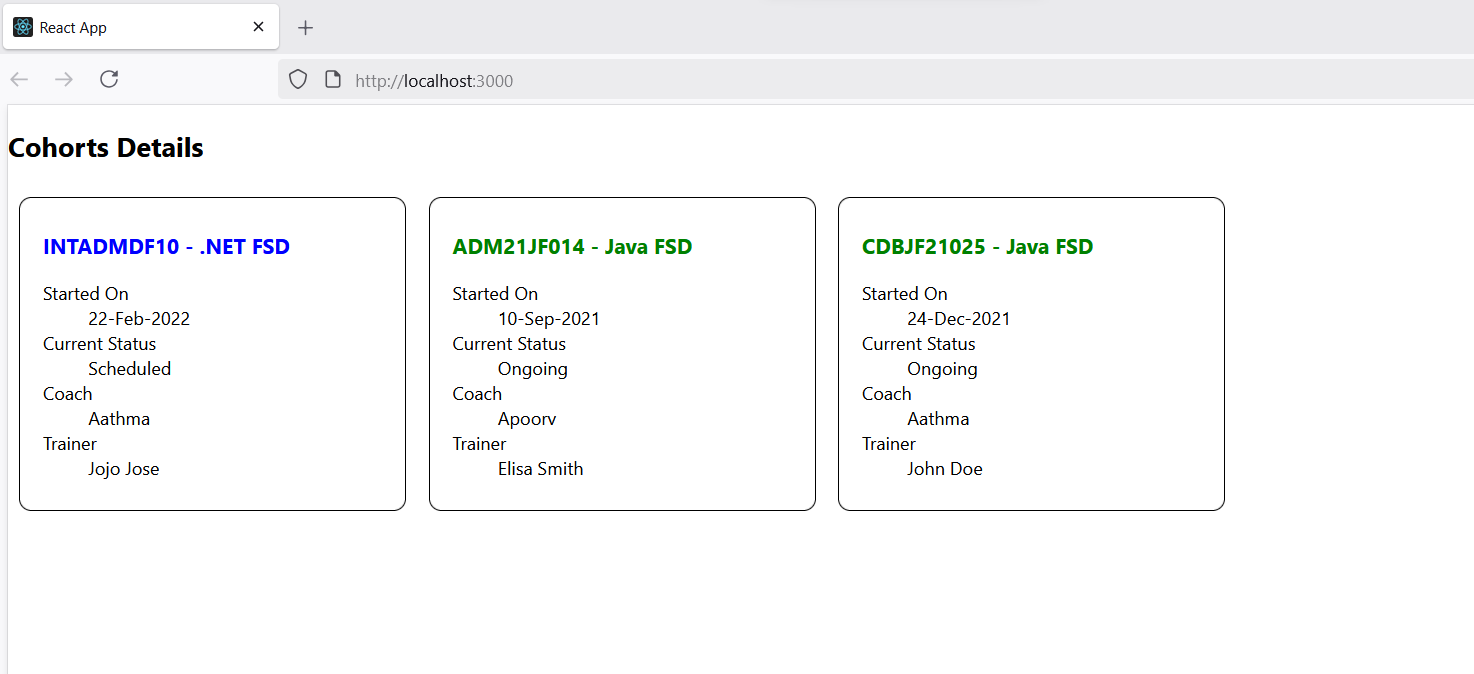 React App
http://localhost:3000
Cohorts Details
INTADMDF10 - .NET FSD
Started On
22-Feb-2022
Current Status
Scheduled
Coach
Aathma
Trainer
Jojo Jose
ADM21JF014 - Java FSD
Started On
10-Sep-2021
Current Status
Ongoing
Coach
Apoorv
Trainer
Elisa Smith
CDBJF21025 - Java FSD
Started On
24-Dec-2021
Current Status
Ongoing
Coach
Aathma
Trainer
John Doe